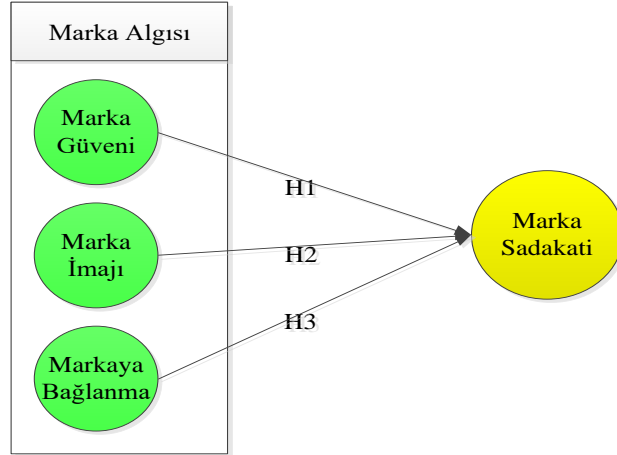 Marka Algısı
Marka
Güveni
H1
Marka
İmajı
H2
Marka
Sadakati
H3
Markaya
Bağlanma